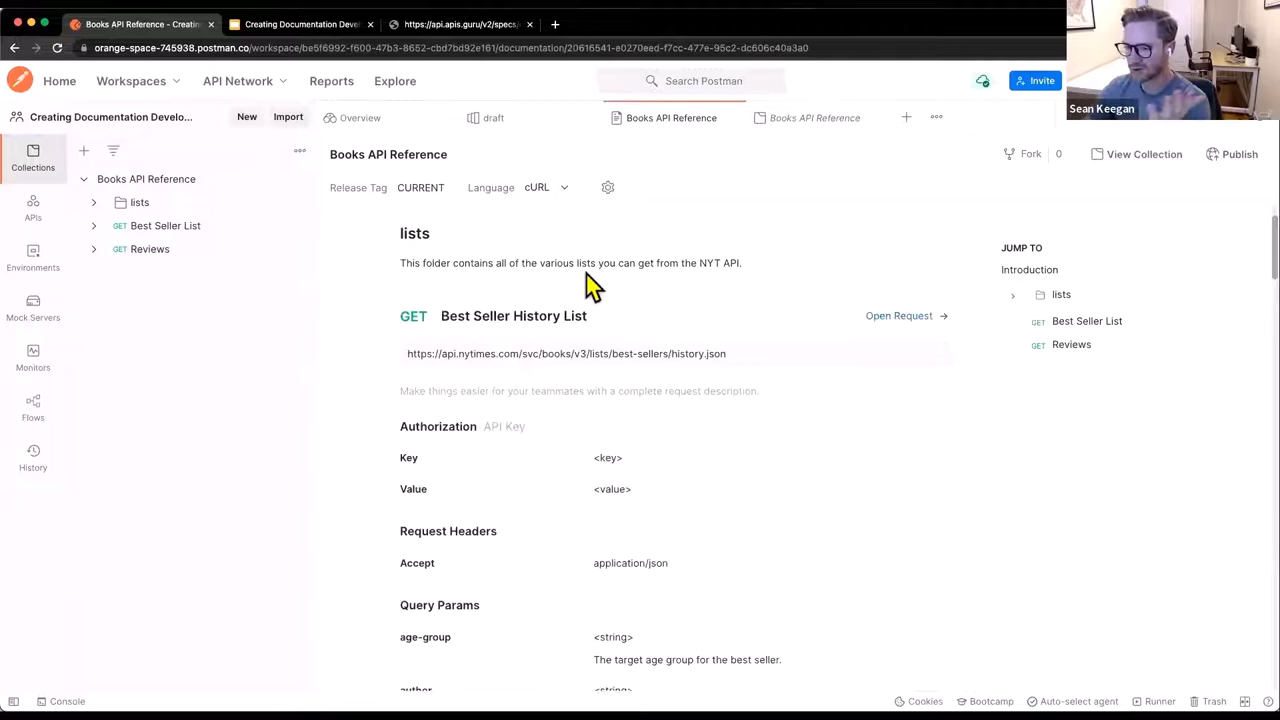 Books API Reference - Creating
Creating Documentation Devel
https://api.apis.guru/v2/specs/
orange-space-745938.postman.co/workspace/be5f6992-f600-47b3-8652-cbd7bd92e161/documentation/20616541-e0270eed-f7cc-477e-95c2-dc606c40a3a0
Sean Keegan
Home
Workspaces
API Network
Reports
Explore
Search Postman
Invite
Creating Documentation Develo...
New
Import
Overview
draft
Books API Reference
Books API Reference
Collections
APIs
Environments
Mock Servers
Monitors
Flows
History
Books API Reference
lists
GET Best Seller List
GET Reviews
Books API Reference
Fork 0
View Collection
Publish
Release Tag CURRENT Language cURL
lists
This folder contains all of the various lists you can get from the NYT API.
GET Best Seller History List
Open Request →
https://api.nytimes.com/svc/books/v3/lists/best-sellers/history.json
Make things easier for your teammates with a complete request description.
Authorization API Key
Key <key>
Value <value>
Request Headers
Accept application/json
Query Params
age-group <string>
The target age group for the best seller.
author <string>
JUMP TO
Introduction
lists
GET Best Seller List
GET Reviews
Console
Cookies
Bootcamp
Auto-select agent
Runner
Trash